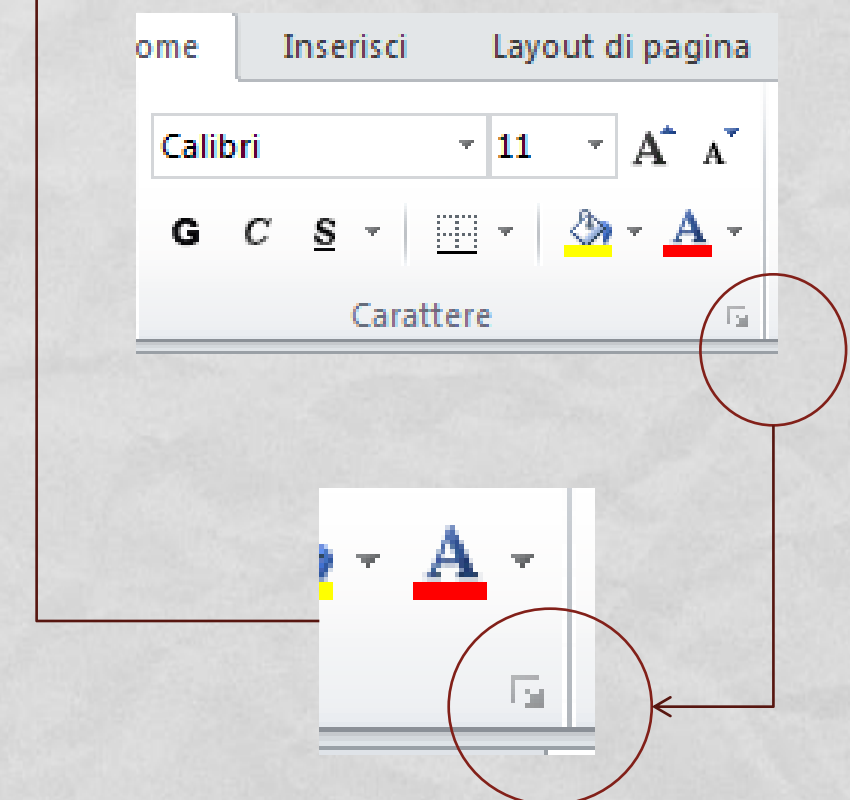 ome Inserisci Layout di pagina
Calibri 11 A A
G C S A
Carattere
A